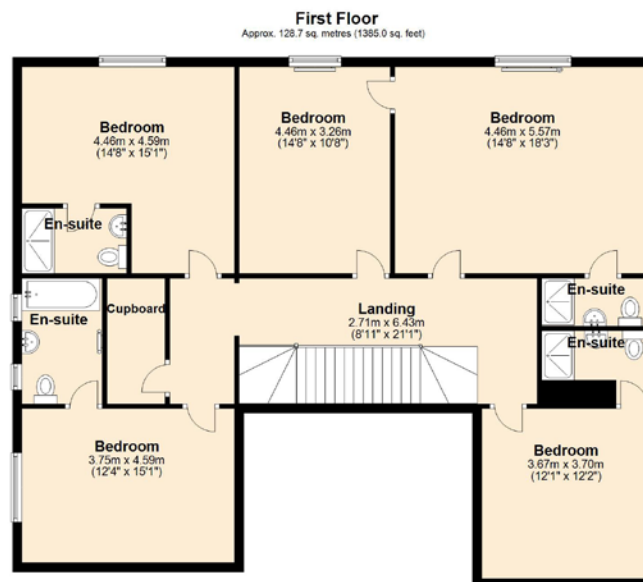 First Floor
Approx. 128.7 sq. metres (1385.0 sq. feet)
Bedroom
4.46m x 4.59m
(14'8" x 15'1")
Bedroom
4.46m x 3.26m
(14'8" x 10'8")
Bedroom
4.46m x 5.57m
(14'8" x 18'3")
En-suite
En-suite
Cupboard
Landing
2.71m x 6.43m
(8'11" x 21'1")
En-suite
En-suite
Bedroom
3.75m x 4.59m
(12'4" x 15'1")
Bedroom
3.67m x 3.70m
(12'1" x 12'2")